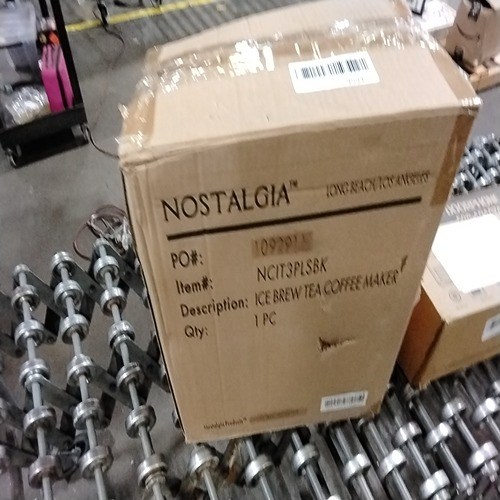 NOSTALGIA™ LONG BEACH/LOS ANGELES
PO#:
Item#: NCIT3PLSBK
Description: ICE BREW TEA COFFEE MAKER
Qty: 1 PC